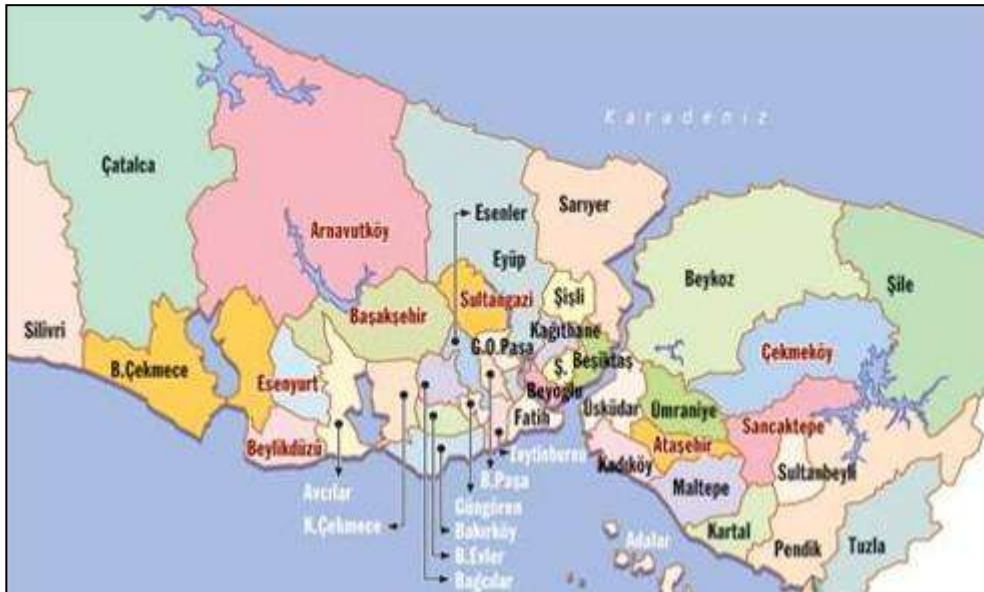 Karadeniz
Çatalca
Sarıyer
Esenler
Arnavutköy
Eyüp
Beykoz
Şile
Sultangazi
Şişli
Başakşehir
Silivri
Kağıthane
G.O.Paşa
Çekmeköy
B.Çekmece
Ş.
Beşiktaş
Esenyurt
Beyoğlu
Üsküdar
Ümraniye
Fatih
Sancaktepe
Ataşehir
Beylikdüzü
Zeytinburnu
Kadıköy
Sultanbeyli
B.Paşa
Maltepe
Avcılar
Güngören
K.Çekmece
Bakırköy
Kartal
Adalar
Pendik
Tuzla
B.Evler
Bağcılar